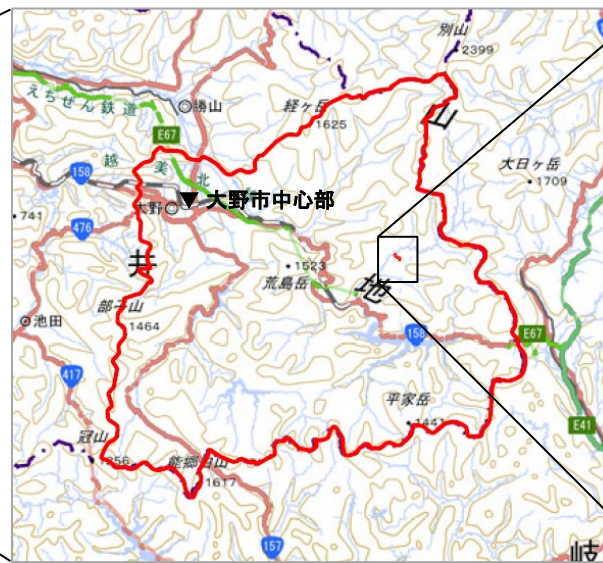 別山
2399
えちぜん鉄道
勝山
経ヶ岳
1625
山
E67
大日ヶ岳
1709
158
越美北
大野
▼大野市中心部
741
476
井
1523
荒島岳
地
部子山
1464
池田
158
E67
417
平家岳
1441
E41
冠山
1256
能郷白山
1617
157
岐